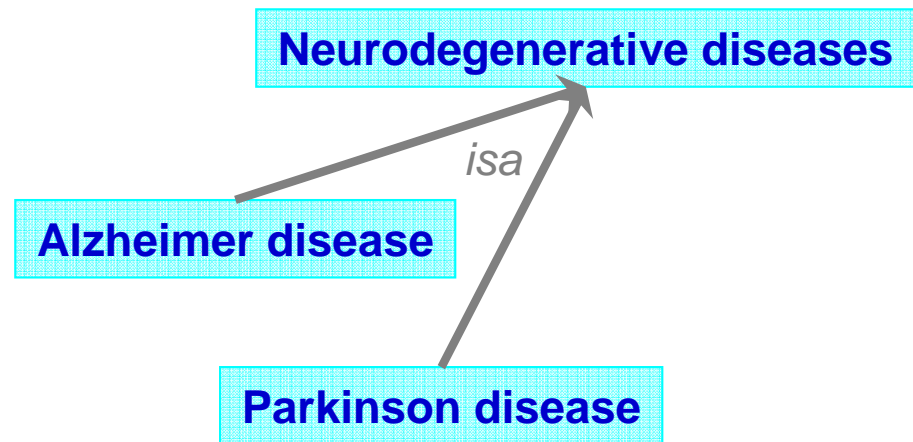 Neurodegenerative diseases
isa
Alzheimer disease
Parkinson disease